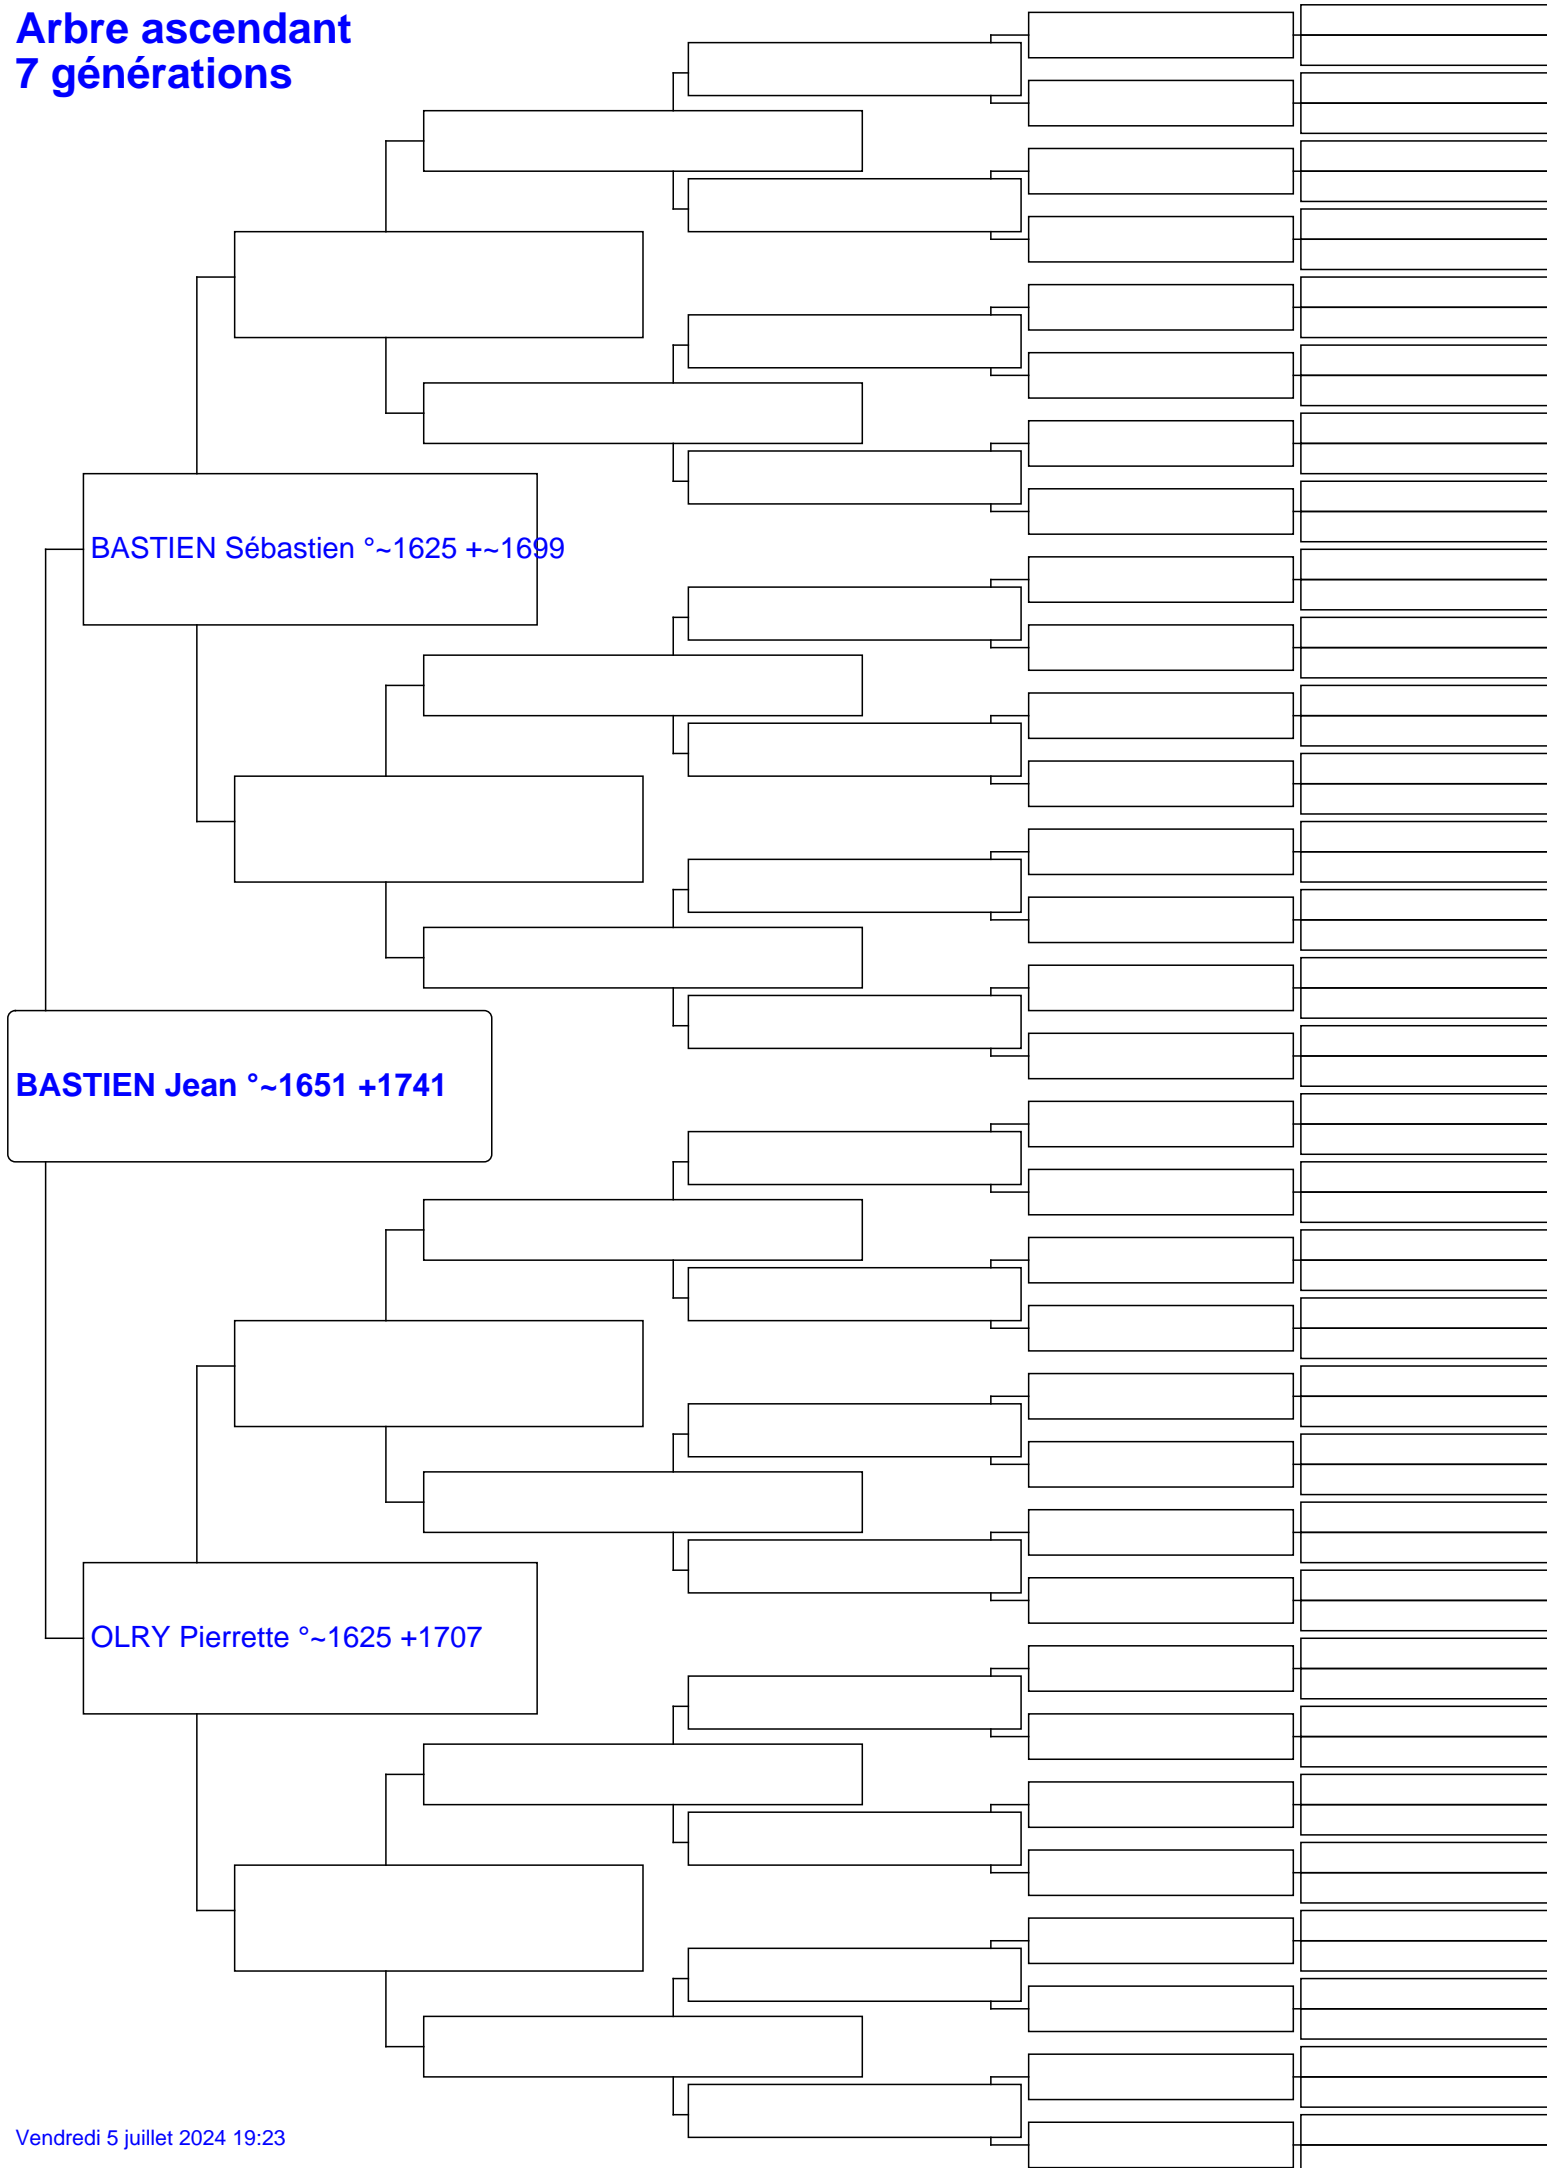 Arbre ascendant
7 générations
BASTIEN Sébastien °~1625 +~1699
BASTIEN Jean °~1651 +1741
OLRY Pierrette °~1625 +1707
Vendredi 5 juillet 2024 19:23